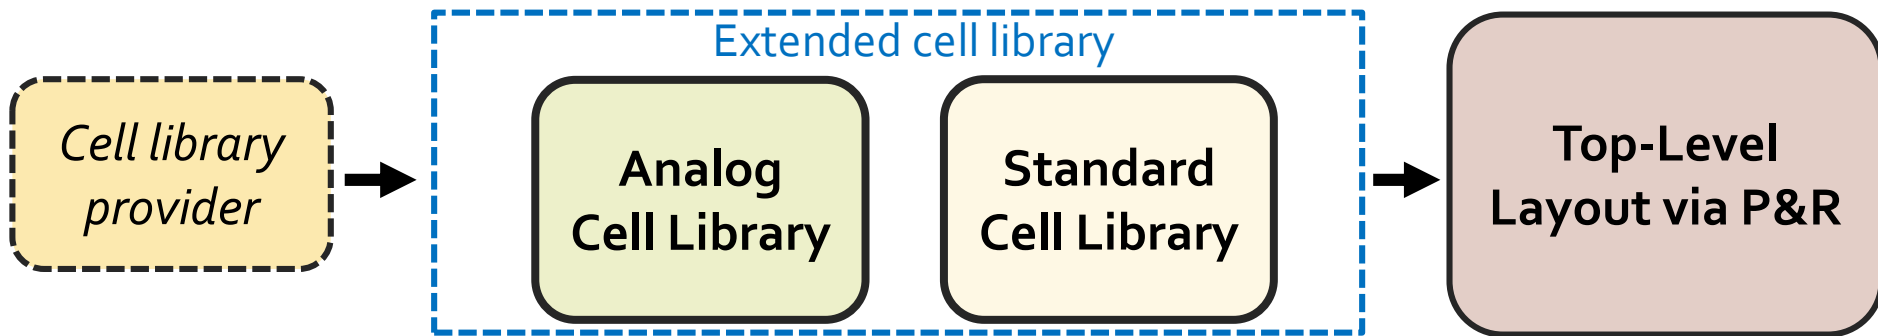 Extended cell library
Cell library
provider
Analog
Cell Library
Standard
Cell Library
Top-Level
Layout via P&R